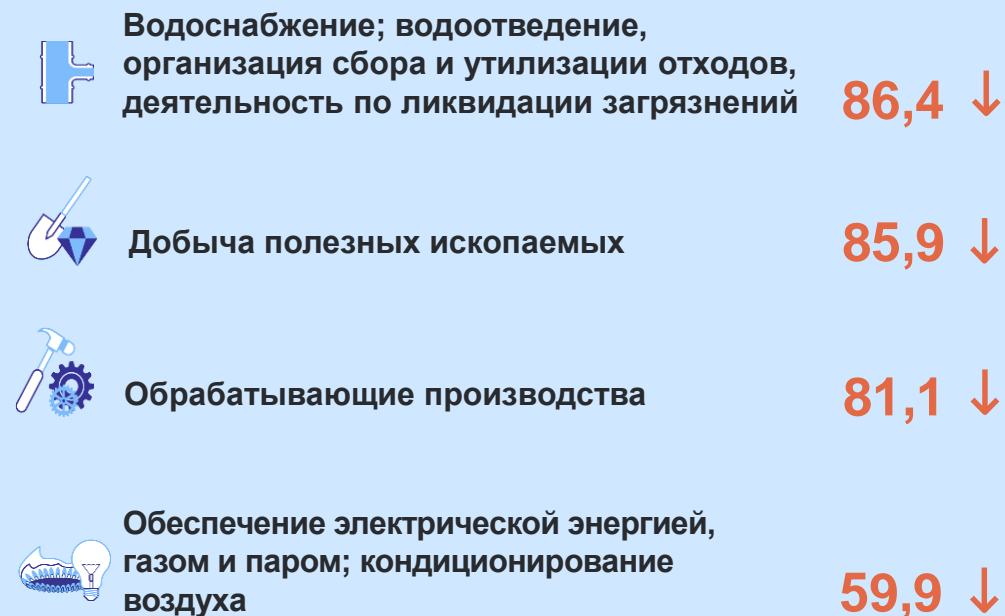 Водоснабжение; водоотведение,
организация сбора и утилизации отходов,
деятельность по ликвидации загрязнений
86,4 ↓
Добыча полезных ископаемых
85,9 ↓
Обрабатывающие производства
81,1 ↓
Обеспечение электрической энергией,
газом и паром; кондиционирование
воздуха
59,9 ↓